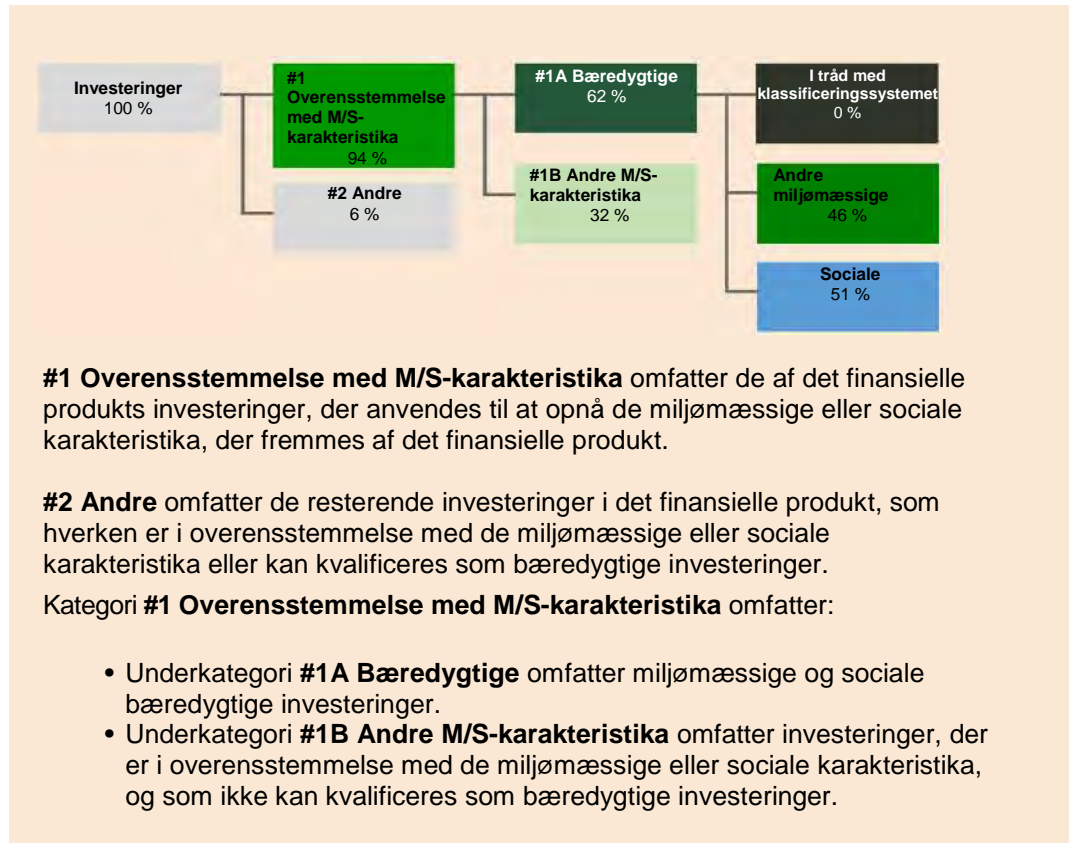 Investeringer
100 %
#1
Overensstemmelse
med M/S-
karakteristika
94 %
#2 Andre
6 %
#1A Bæredygtige
62 %
#1B Andre M/S-
karakteristika
32 %
I tråd med
klassificeringssystemet
0 %
Andre
miljømæssige
46 %
Sociale
51 %
#1 Overensstemmelse med M/S-karakteristika omfatter de af det finansielle
produkts investeringer, der anvendes til at opnå de miljømæssige eller sociale
karakteristika, der fremmes af det finansielle produkt.
#2 Andre omfatter de resterende investeringer i det finansielle produkt, som
hverken er i overensstemmelse med de miljømæssige eller sociale
karakteristika eller kan kvalificeres som bæredygtige investeringer.
Kategori #1 Overensstemmelse med M/S-karakteristika omfatter:
• Underkategori #1A Bæredygtige omfatter miljømæssige og sociale
bæredygtige investeringer.
• Underkategori #1B Andre M/S-karakteristika omfatter investeringer, der
er i overensstemmelse med de miljømæssige eller sociale karakteristika,
og som ikke kan kvalificeres som bæredygtige investeringer.